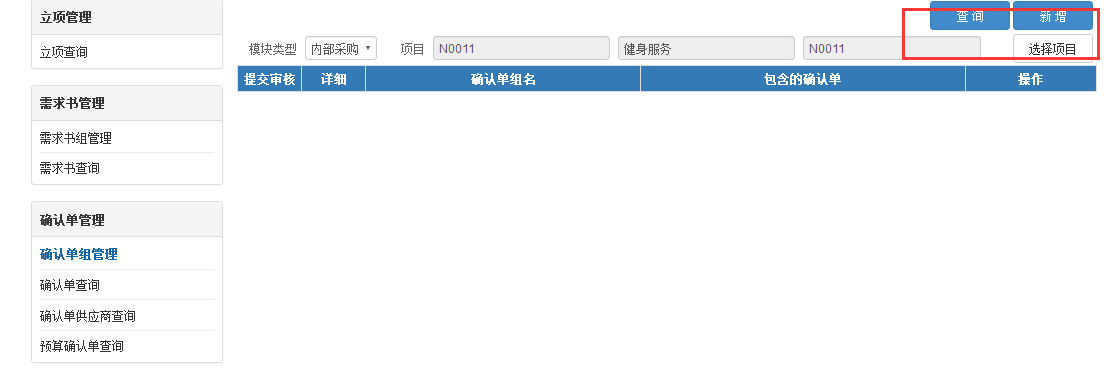 立项管理
立项查询
需求书管理
需求书组管理
需求书查询
确认单管理
确认单组管理
确认单查询
确认单供应商查询
预算确认单查询
查 询 新 增
模块类型 内部采购 项目 N0011 健身服务 N0011 选择项目
提交审核 详细 确认单组名 包含的确认单 操作